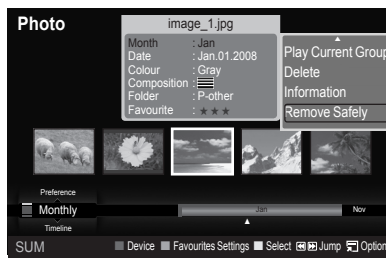 Photo
image_1.jpg
Month : Jan
Date : Jan.01.2008
Colour : Gray
Composition :
Folder : P-other
Favourite : ★ ★ ★
Play Current Group
Delete
Information
Remove Safely
Preference
Monthly
Timeline
Jan
Nov
SUM
Device
Favourites Settings
Select
Jump
Option